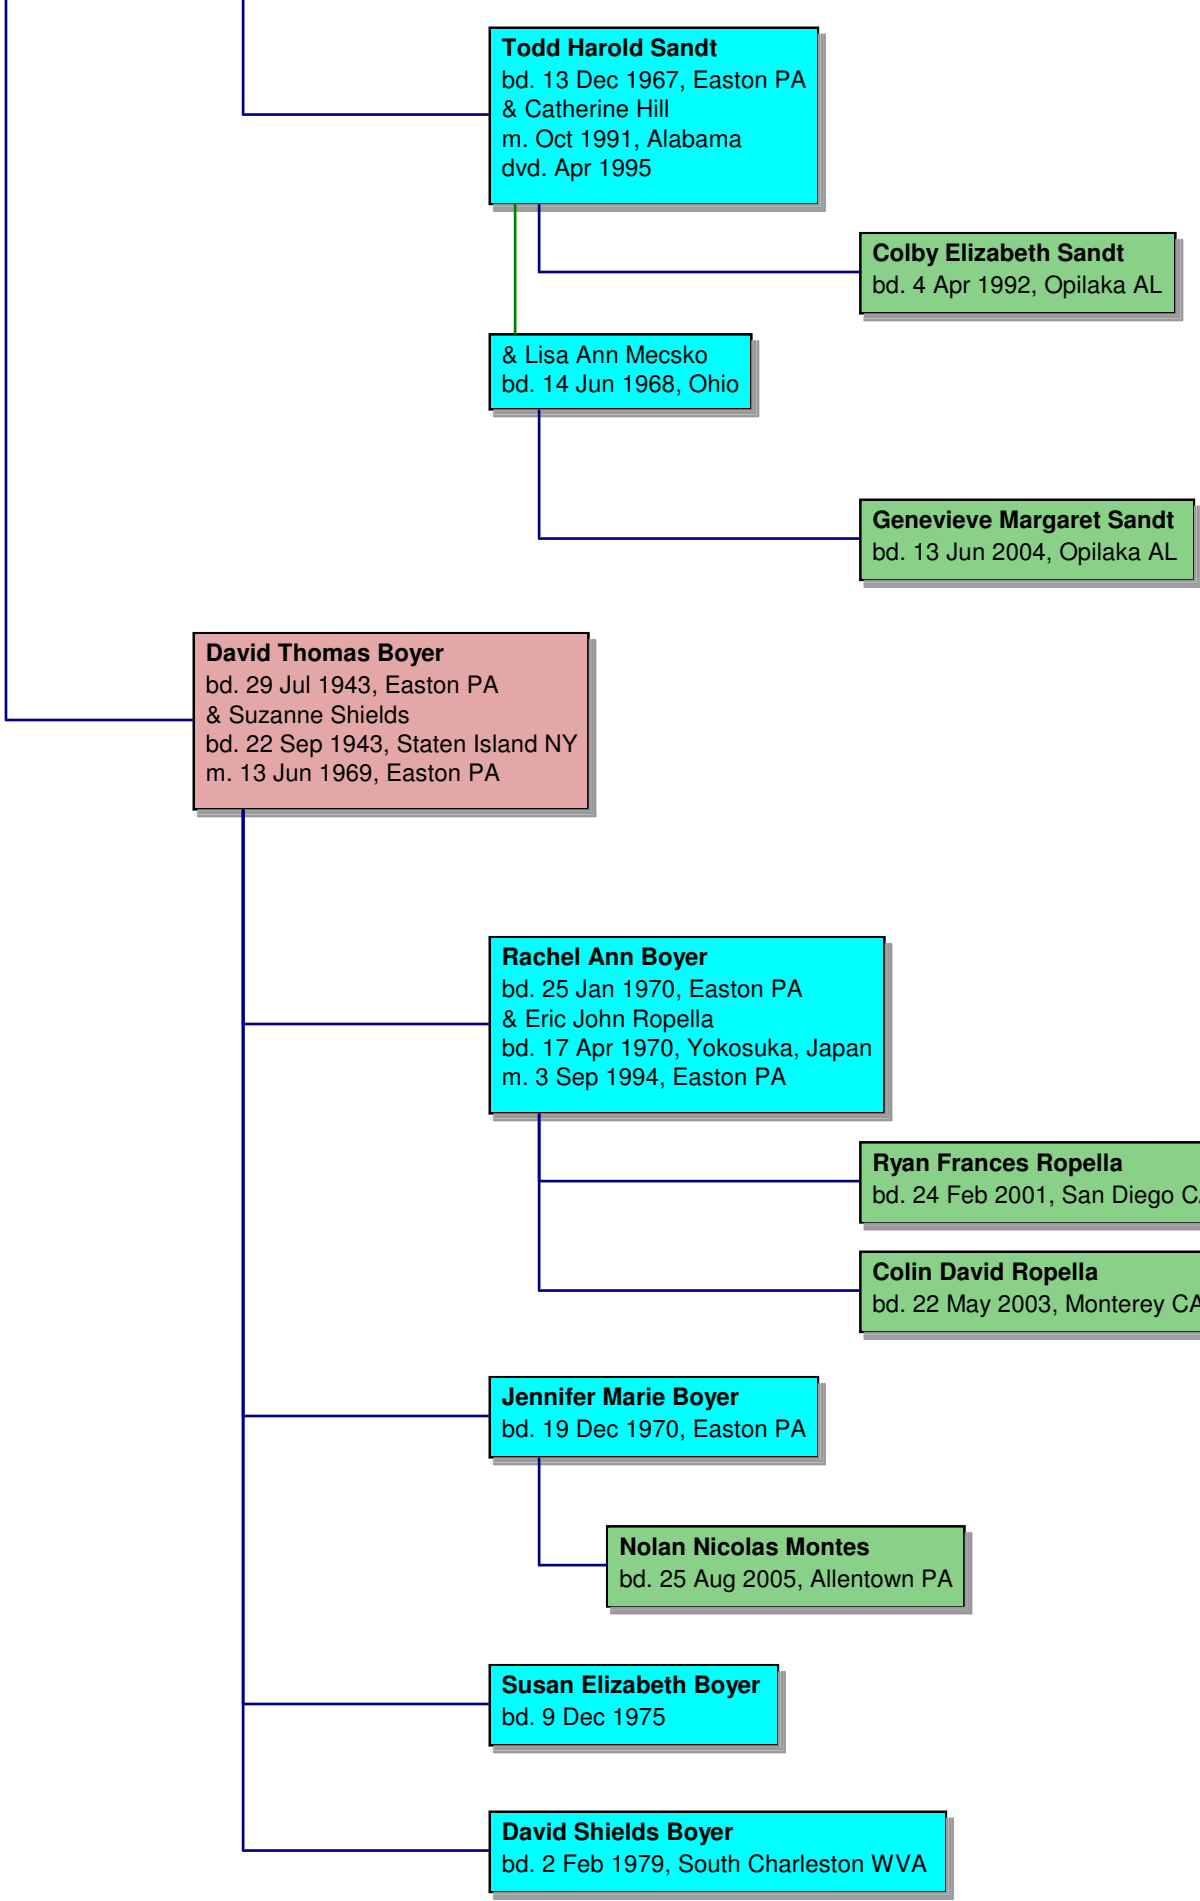 Todd Harold Sandt
bd. 13 Dec 1967, Easton PA
& Catherine Hill
m. Oct 1991, Alabama
dvd. Apr 1995
Colby Elizabeth Sandt
bd. 4 Apr 1992, Opilaka AL
& Lisa Ann Mecsko
bd. 14 Jun 1968, Ohio
Genevieve Margaret Sandt
bd. 13 Jun 2004, Opilaka AL
David Thomas Boyer
bd. 29 Jul 1943, Easton PA
& Suzanne Shields
bd. 22 Sep 1943, Staten Island NY
m. 13 Jun 1969, Easton PA
Rachel Ann Boyer
bd. 25 Jan 1970, Easton PA
& Eric John Ropella
bd. 17 Apr 1970, Yokosuka, Japan
m. 3 Sep 1994, Easton PA
Ryan Frances Ropella
bd. 24 Feb 2001, San Diego CA
Colin David Ropella
bd. 22 May 2003, Monterey CA
Jennifer Marie Boyer
bd. 19 Dec 1970, Easton PA
Nolan Nicolas Montes
bd. 25 Aug 2005, Allentown PA
Susan Elizabeth Boyer
bd. 9 Dec 1975
David Shields Boyer
bd. 2 Feb 1979, South Charleston WVA